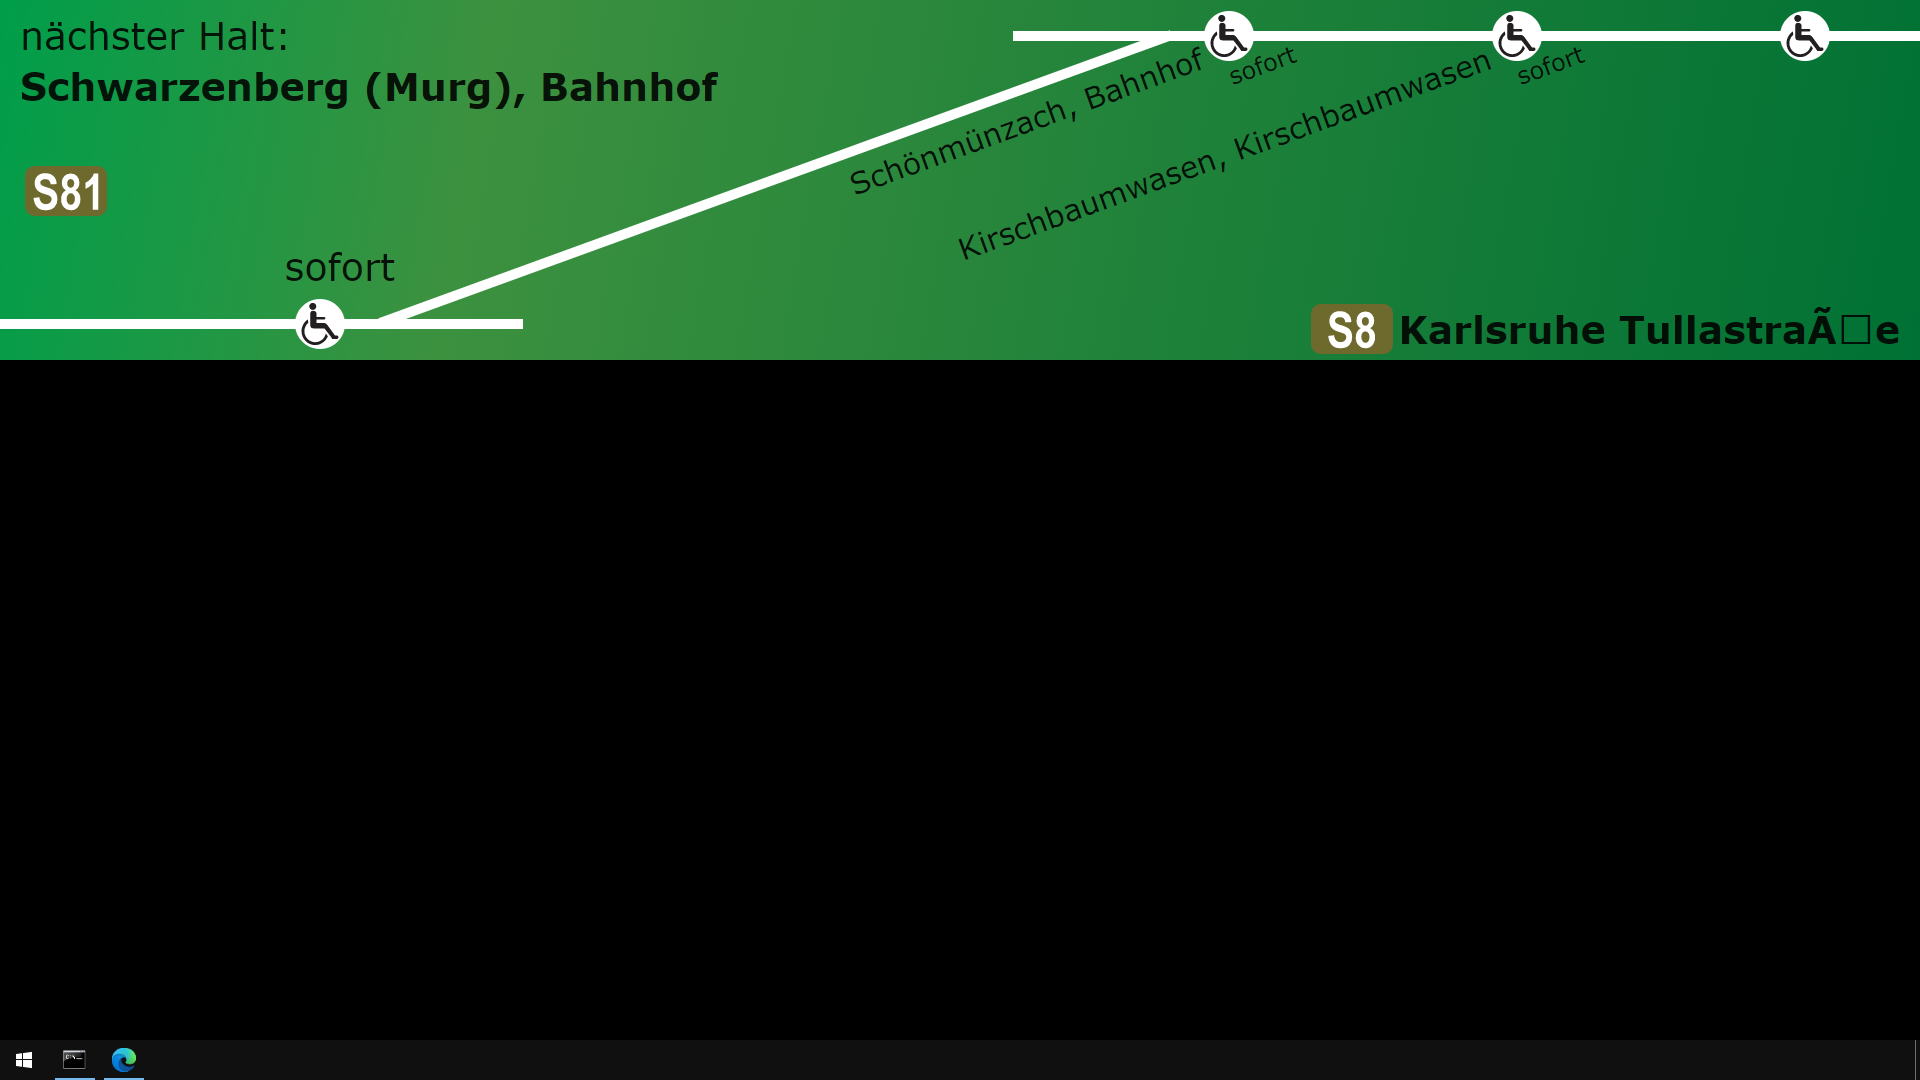 nächster Halt:
Schwarzenberg (Murg), Bahnhof
S81
sofort
Schönmünzach, Bahnhof
sofort
Kirschbaumwasen, Kirschbaumwasen
sofort
S8 Karlsruhe TullastraÃ□e